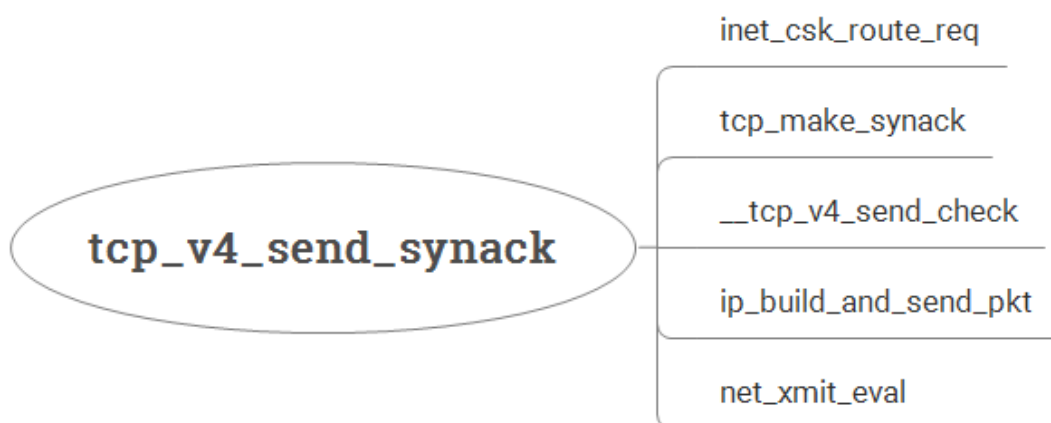 inet_csk_route_req
tcp_make_synack
__tcp_v4_send_check
tcp_v4_send_synack
ip_build_and_send_pkt
net_xmit_eval